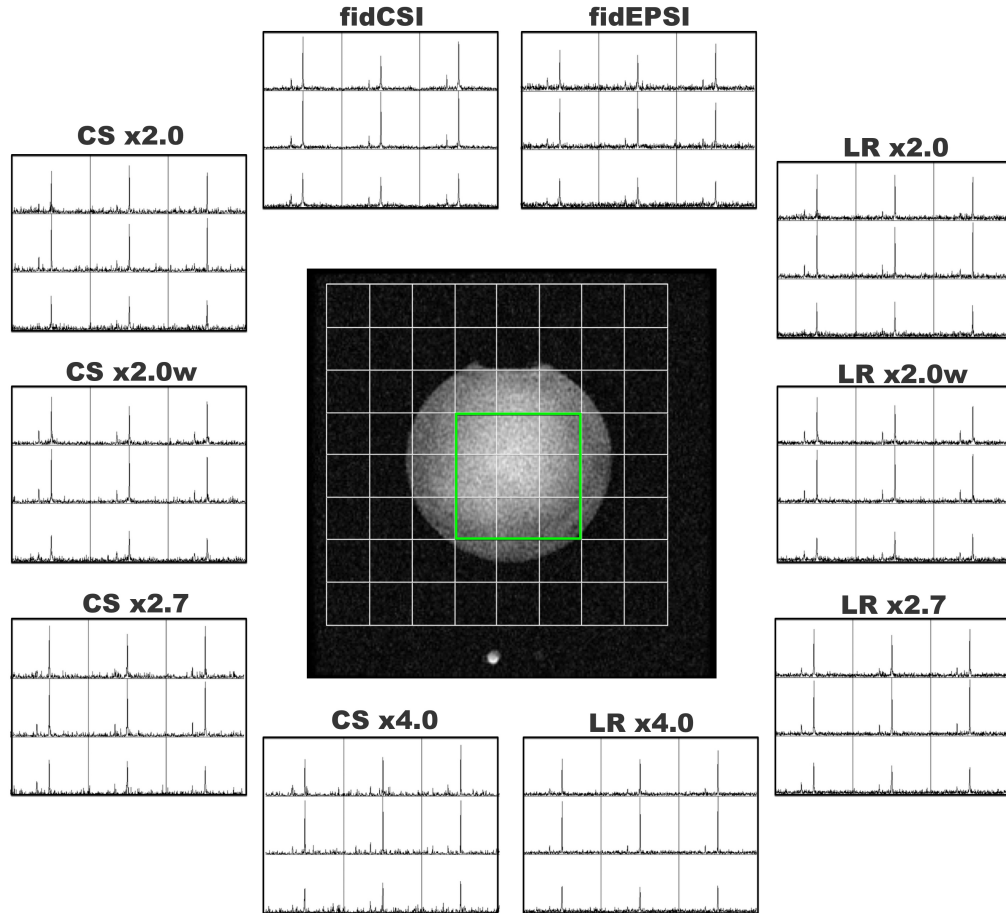 fidCSI
fidEPSI
CS x2.0
LR x2.0
CS x2.0w
LR x2.0w
CS x2.7
LR x2.7
CS x4.0
LR x4.0